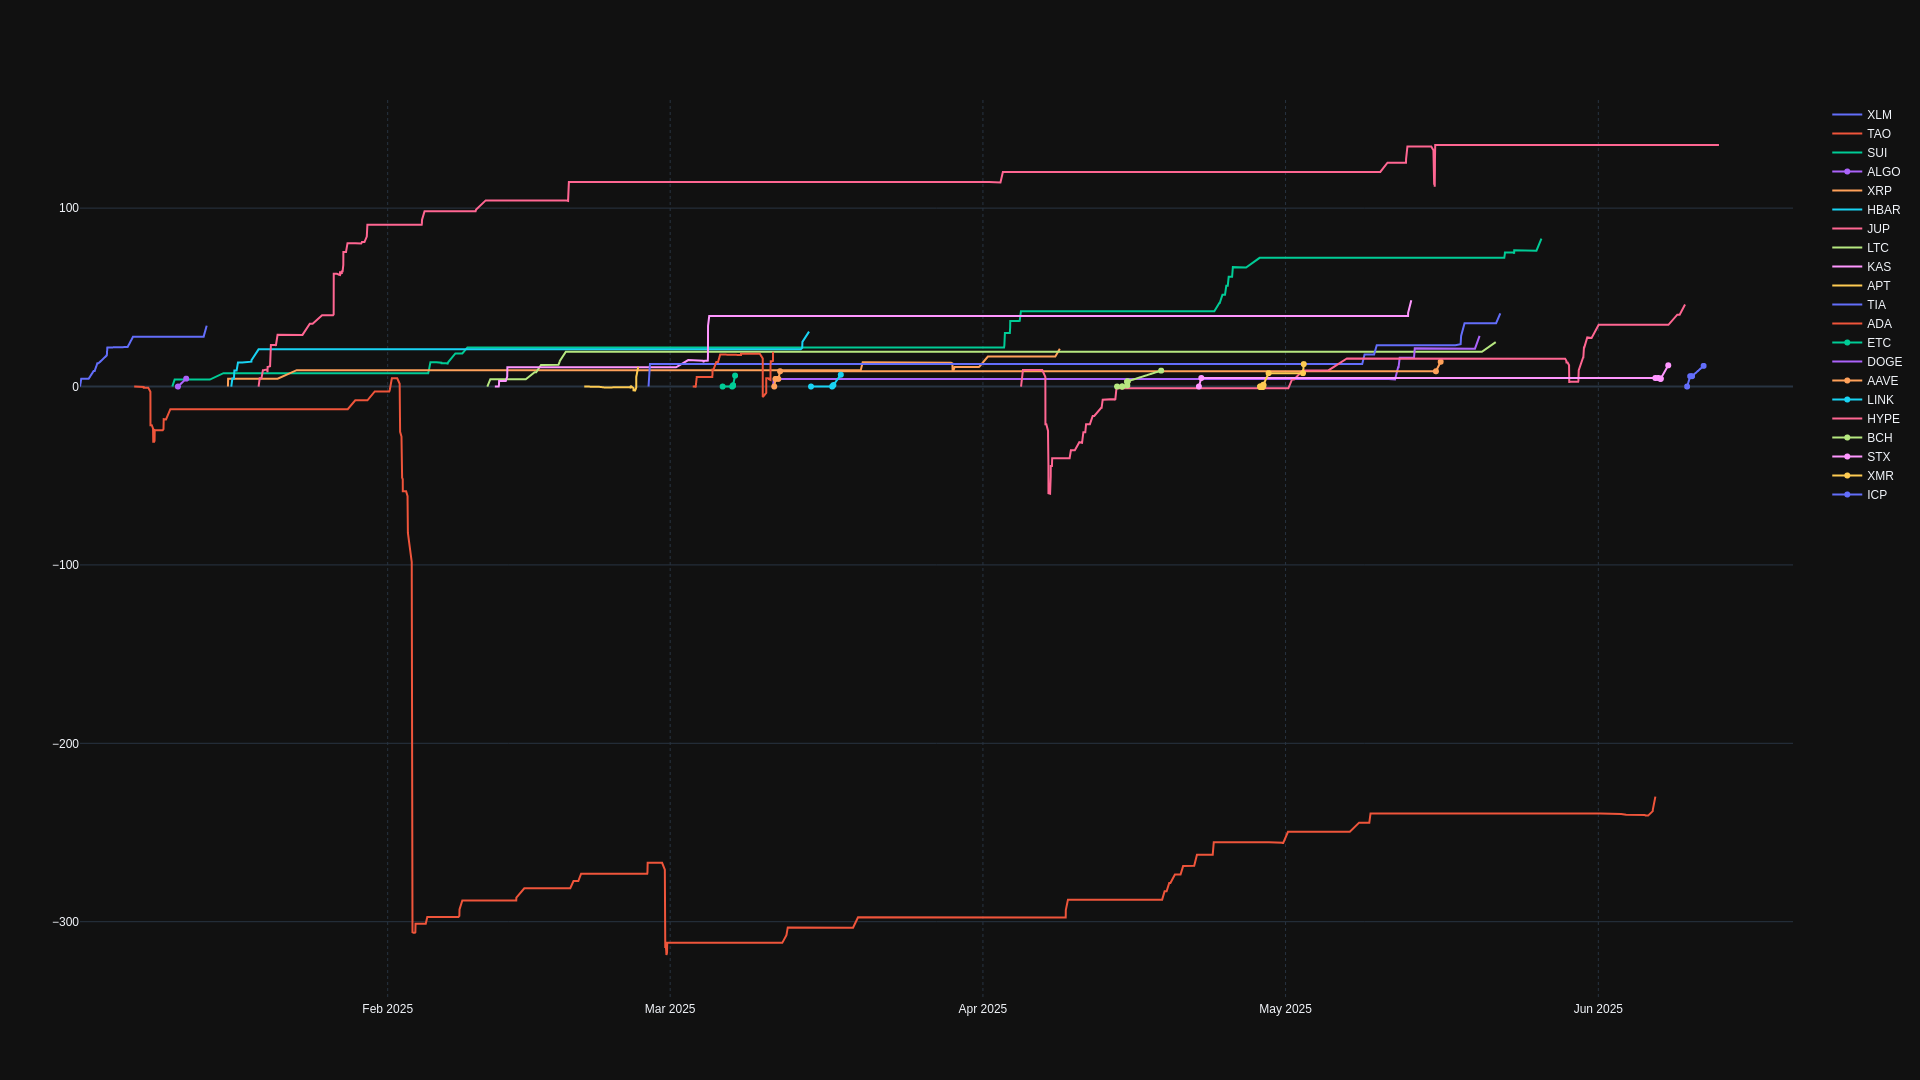 100
0
−100
−200
−300
Feb 2025
Mar 2025
Apr 2025
May 2025
Jun 2025
XLM
TAO
SUI
ALGO
XRP
HBAR
JUP
LTC
KAS
APT
TIA
ADA
ETC
DOGE
AAVE
LINK
HYPE
BCH
STX
XMR
ICP